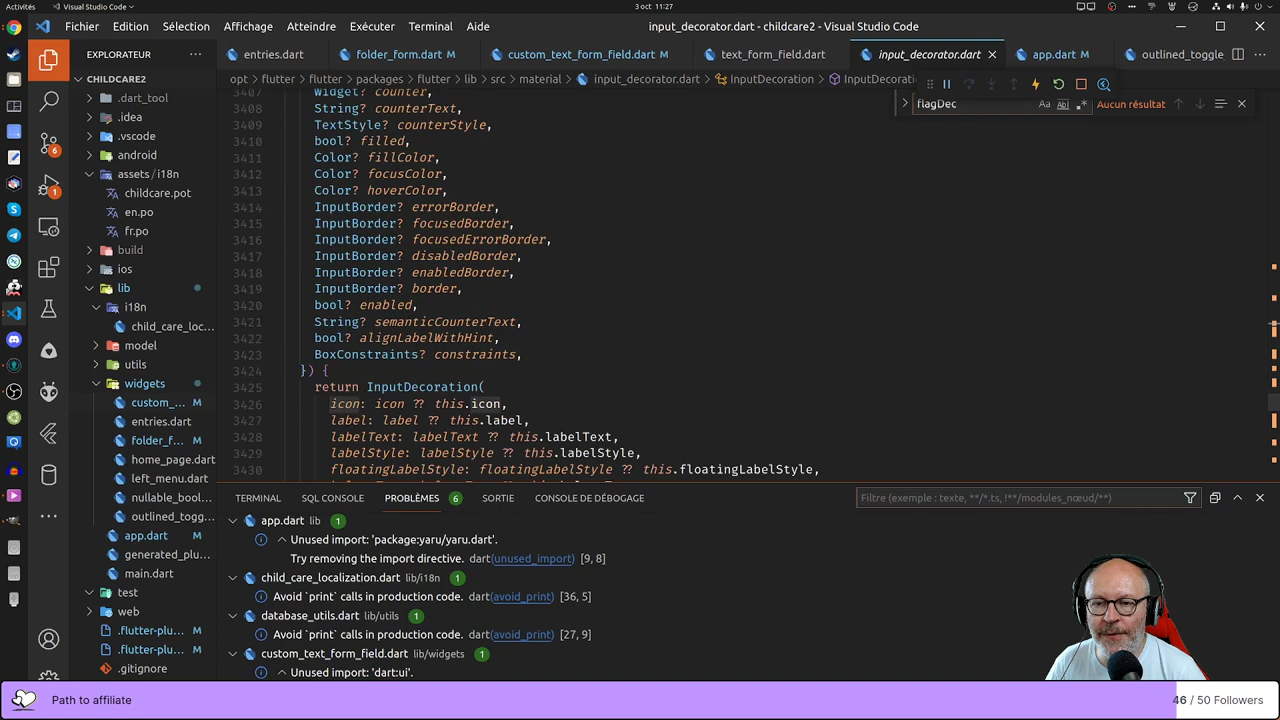 Activités
3 oct 11:27
Fichier Edition Sélection Affichage Atteindre Exécuter Terminal Aide
input_decorator.dart - childcare2 - Visual Studio Code
EXPLORATEUR
entries.dart
folder_form.dart M
custom_text_form_field.dart M
text_form_field.dart
input_decorator.dart
app.dart M
outlined_toggle
opt > flutter > flutter > packages > flutter > lib > src > material > input_decorator.dart > InputDecoration > InputDecorati
flagDec
Aa Ab
Aucun résultat
CHILDCARE2
.dart_tool
.idea
.vscode
android
assets / i18n
childcare.pot
en.po
fr.po
build
ios
lib
i18n
child_care_loc...
model
utils
widgets
custom_... M
entries.dart
folder_f... M
home_page.dart
left_menu.dart
nullable_bool...
outlined_togg...
app.dart M
generated_plu...
main.dart
test
web
.flutter-plu... M
.flutter-plu... M
.gitignore
6
1
3407 Widget? counter,
3408 String? counterText,
3409 TextStyle? counterStyle,
3410 bool? filled,
3411 Color? fillColor,
3412 Color? focusColor,
3413 Color? hoverColor,
3414 InputBorder? errorBorder,
3415 InputBorder? focusedBorder,
3416 InputBorder? focusedErrorBorder,
3417 InputBorder? disabledBorder,
3418 InputBorder? enabledBorder,
3419 InputBorder? border,
3420 bool? enabled,
3421 String? semanticCounterText,
3422 bool? alignLabelWithHint,
3423 BoxConstraints? constraints,
3424 }) {
3425 return InputDecoration(
3426 icon: icon ?? this.icon,
3427 label: label ?? this.label,
3428 labelText: labelText ?? this.labelText,
3429 labelStyle: labelStyle ?? this.labelStyle,
3430 floatingLabelStyle: floatingLabelStyle ?? this.floatingLabelStyle,
TERMINAL SQL CONSOLE PROBLÈMES 6 SORTIE CONSOLE DE DÉBOGAGE
Filtre (exemple : texte, **/*.ts, !**/modules_nœud/**)
app.dart lib 1
Unused import: 'package:yaru/yaru.dart'.
Try removing the import directive. dart(unused_import) [9, 8]
child_care_localization.dart lib/i18n 1
Avoid `print` calls in production code. dart(avoid_print) [36, 5]
database_utils.dart lib/utils 1
Avoid `print` calls in production code. dart(avoid_print) [27, 9]
custom_text_form_field.dart lib/widgets 1
Unused import: 'dart:ui'.
Path to affiliate
46 / 50 Followers